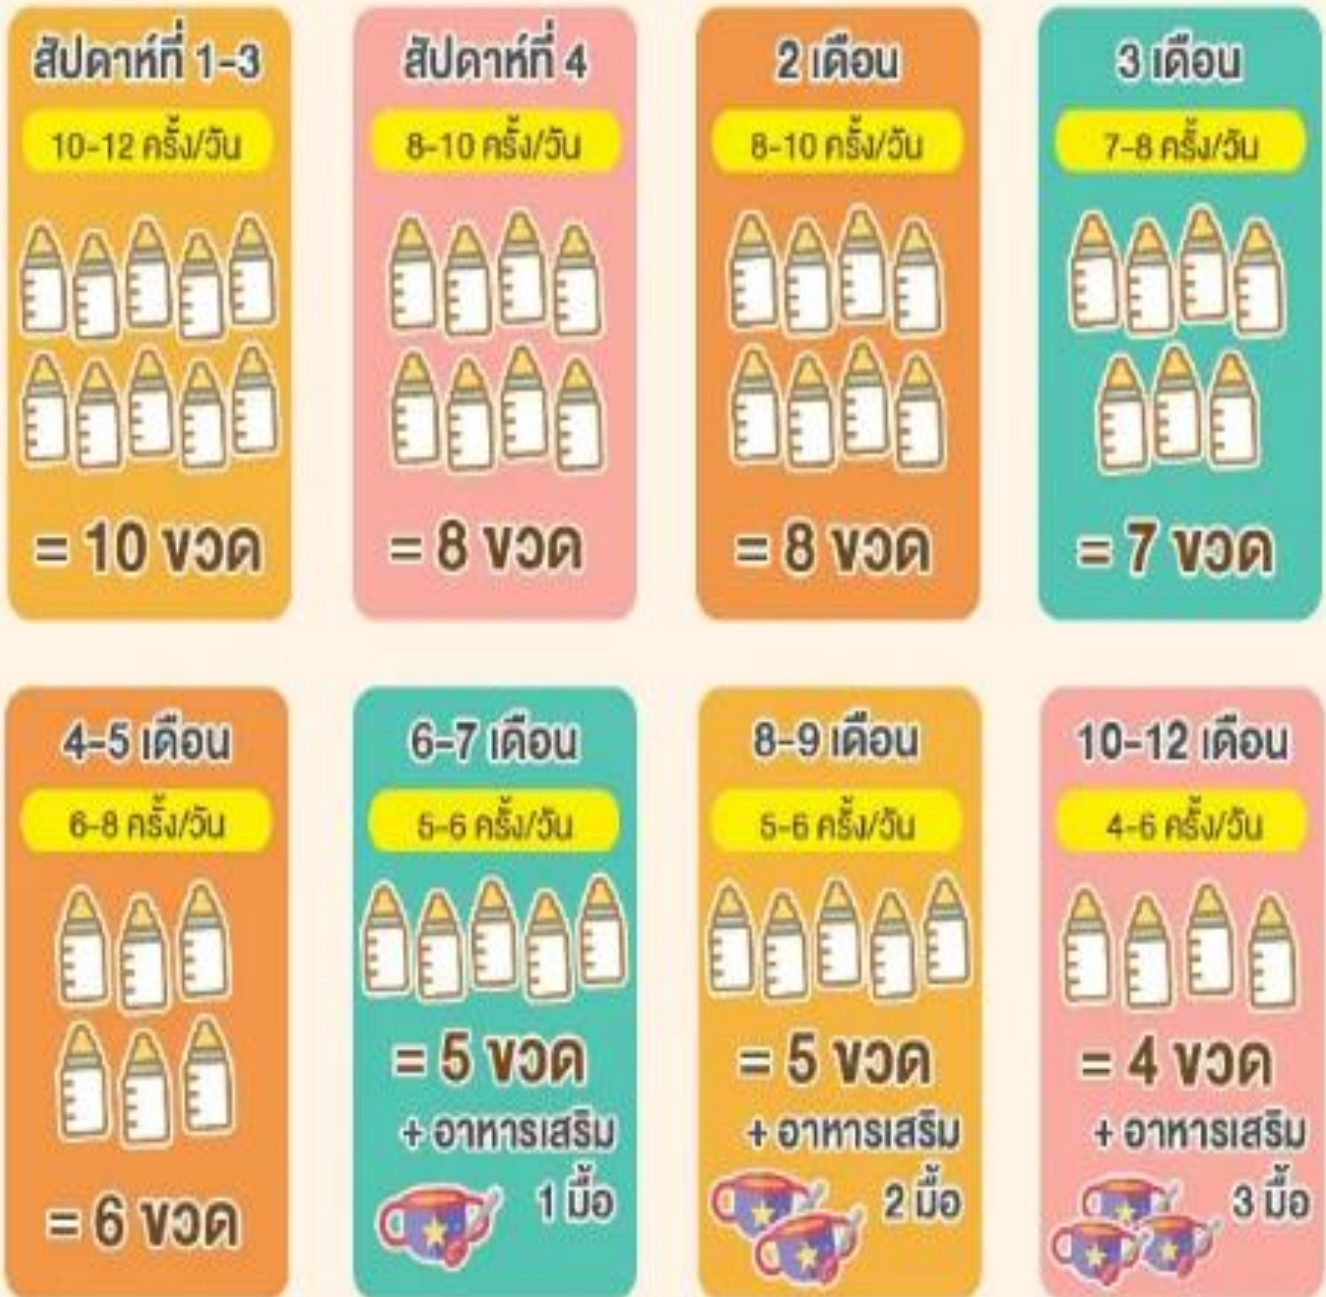 สัปดาห์ที่ 1-3
10-12 ครั้ง/วัน
= 10 ขวด
สัปดาห์ที่ 4
8-10 ครั้ง/วัน
= 8 ขวด
2 เดือน
8-10 ครั้ง/วัน
= 8 ขวด
3 เดือน
7-8 ครั้ง/วัน
= 7 ขวด
4-5 เดือน
6-8 ครั้ง/วัน
= 6 ขวด
6-7 เดือน
5-6 ครั้ง/วัน
= 5 ขวด
+ อาหารเสริม
1 มื้อ
8-9 เดือน
5-6 ครั้ง/วัน
= 5 ขวด
+ อาหารเสริม
2 มื้อ
10-12 เดือน
4-6 ครั้ง/วัน
= 4 ขวด
+ อาหารเสริม
3 มื้อ